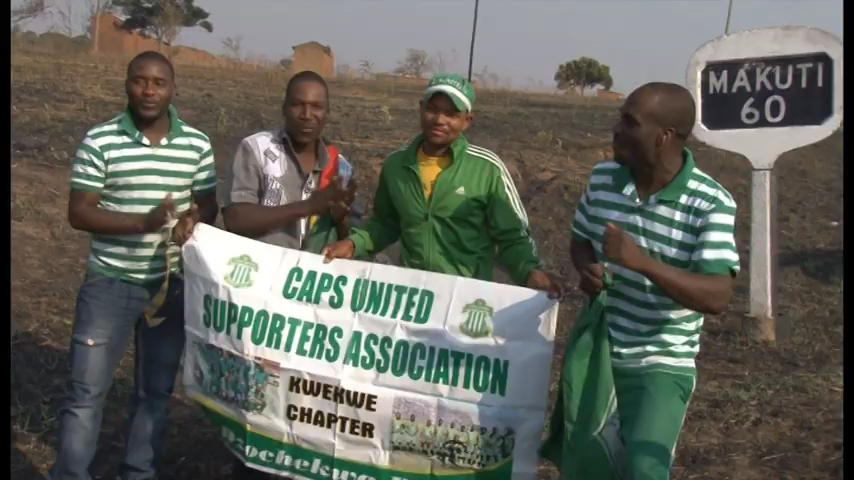 MAKUTI
60
CAPS UNITED
SUPPORTERS ASSOCIATION
KWEKWE
CHAPTER